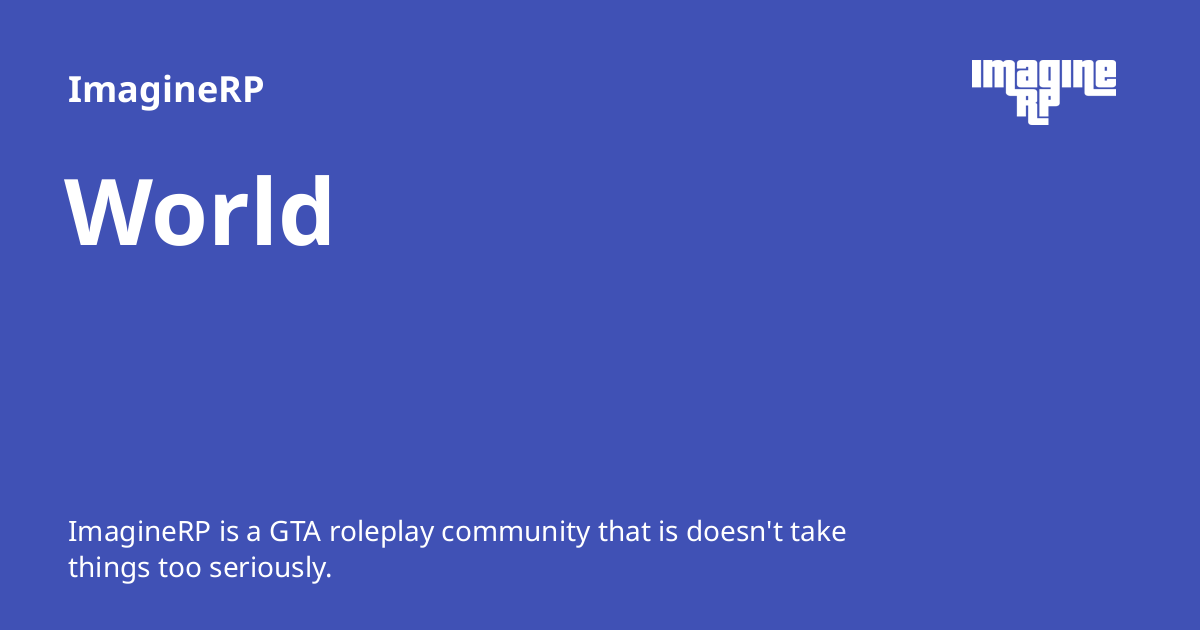 ImagineRP
Imagine
RP
World
ImagineRP is a GTA roleplay community that is doesn't take
things too seriously.